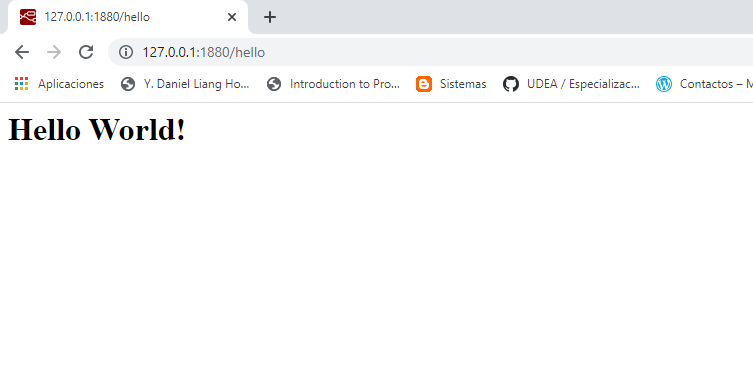 127.0.0.1:1880/hello
127.0.0.1:1880/hello
Aplicaciones Y. Daniel Liang Ho... Introduction to Pro... Sistemas UDEA / Especializac... Contactos – M
Hello World!